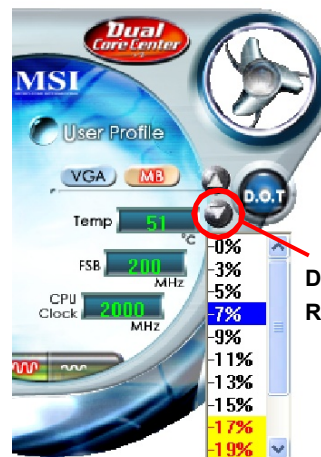 Dual
Core Center
MSI
User Profile
VGA
MB
D.O.T
Temp 51
°C
FSB 200
MHz
CPU
Clock 2000
MHz
-0%
-3%
-5%
-7%
-9%
-11%
-13%
-15%
-17%
-19%
D
R